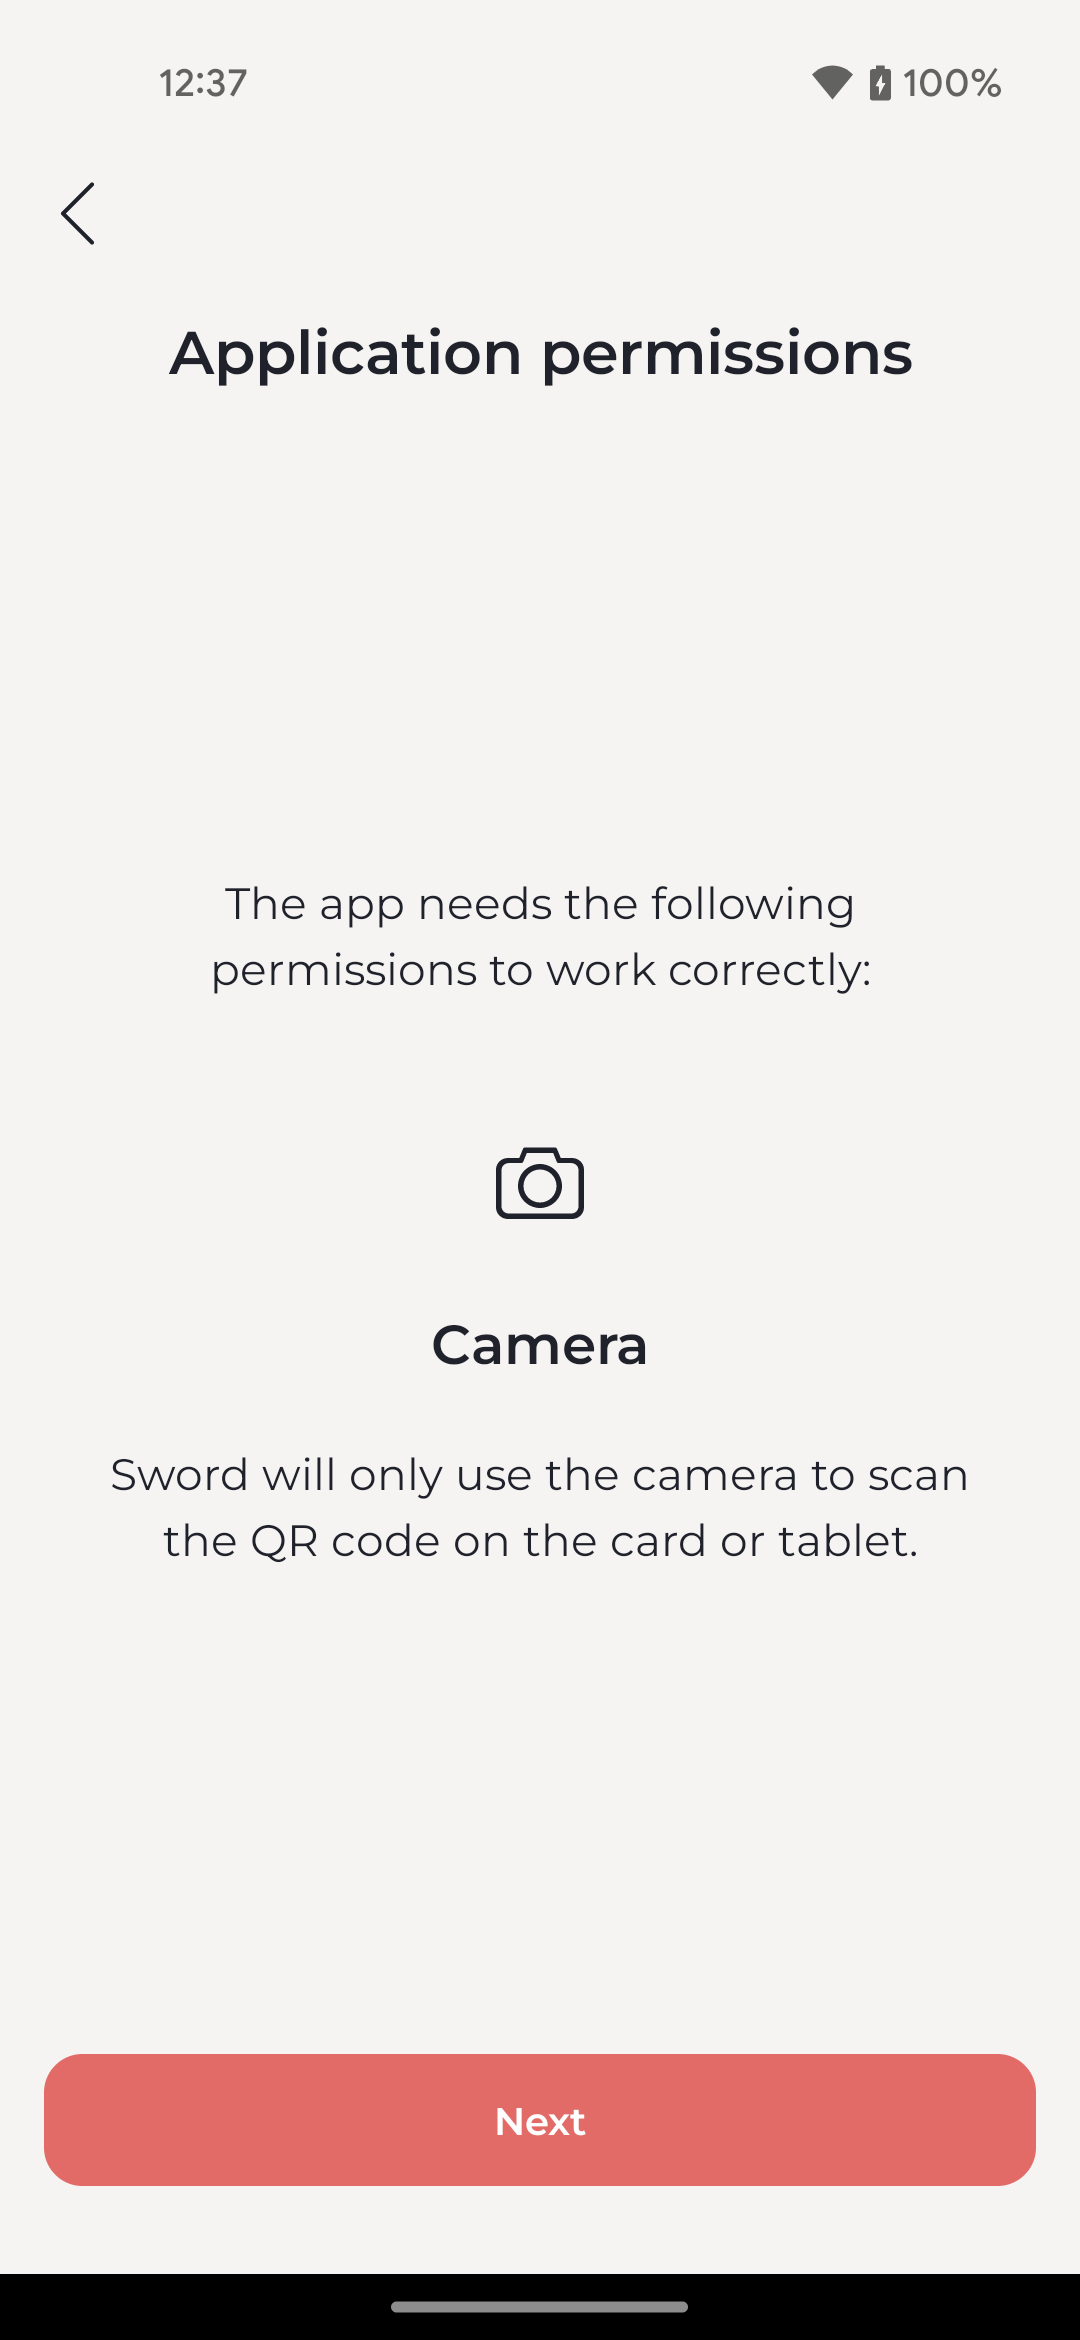 12:37
100%
Application permissions
The app needs the following
permissions to work correctly:
Camera
Sword will only use the camera to scan
the QR code on the card or tablet.
Next